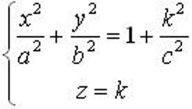 x²/a² + y²/b² = 1 + k²/c²
z = k